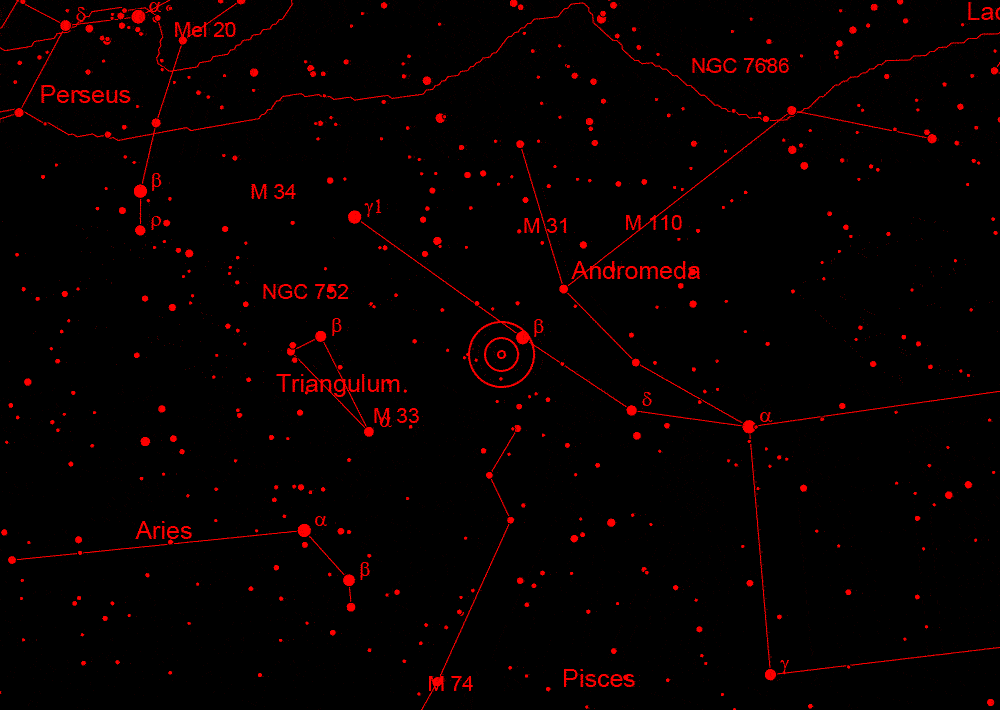 δ
α
Mel 20
Lac
NGC 7686
Perseus
β
M 34
γ1
ρ
M 31
M 110
Andromeda
NGC 752
β
β
Triangulum
M 33
α
δ
α
Aries
α
β
γ
M 74
Pisces